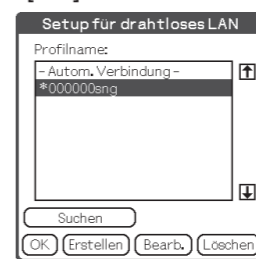 Setup für drahtloses LAN
Profilname:
- Autom. Verbindung -
*000000sng
Suchen
OK Erstellen Bearb. Löschen